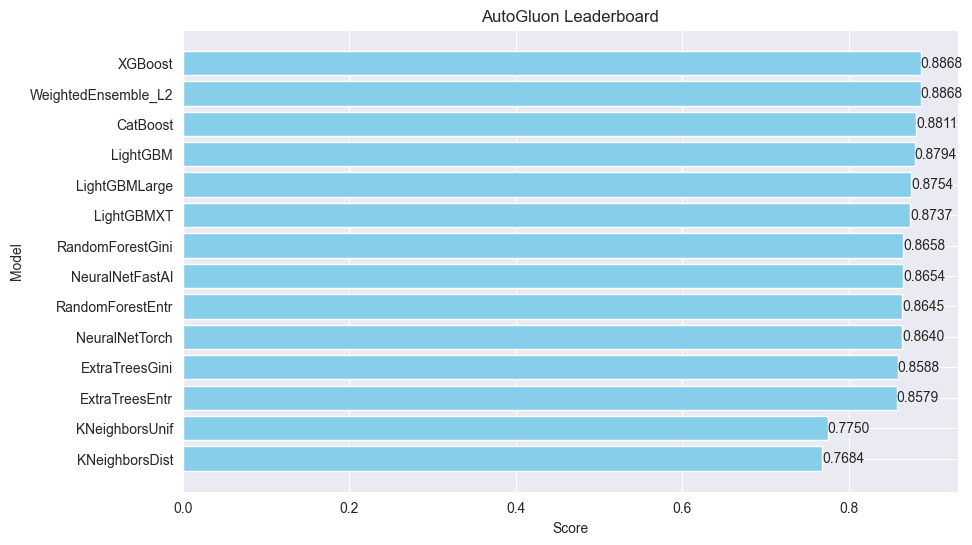 AutoGluon Leaderboard
Model
XGBoost 0.8868
WeightedEnsemble_L2 0.8868
CatBoost 0.8811
LightGBM 0.8794
LightGBMLarge 0.8754
LightGBMXT 0.8737
RandomForestGini 0.8658
NeuralNetFastAI 0.8654
RandomForestEntr 0.8645
NeuralNetTorch 0.8640
ExtraTreesGini 0.8588
ExtraTreesEntr 0.8579
KNeighborsUnif 0.7750
KNeighborsDist 0.7684
0.0 0.2 0.4 0.6 0.8
Score